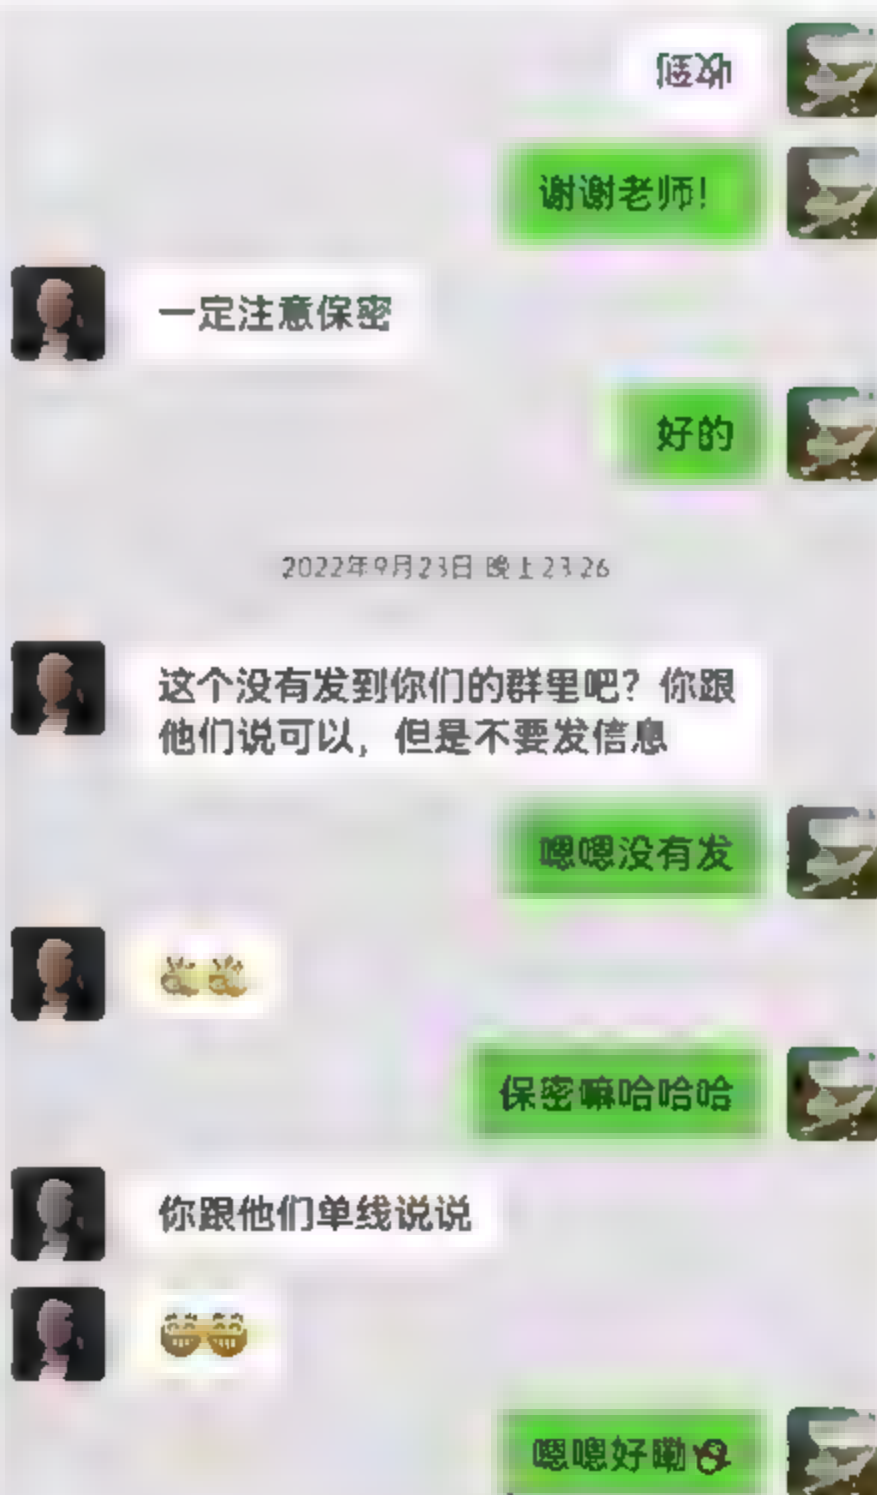 收到
谢谢老师！
一定注意保密
好的
2022年9月23日 晚上23:26
这个没有发到你们的群里吧？你跟
他们说可以，但是不要发信息
嗯嗯没有发
保密嘛哈哈哈
你跟他们单线说说
嗯嗯好嘞